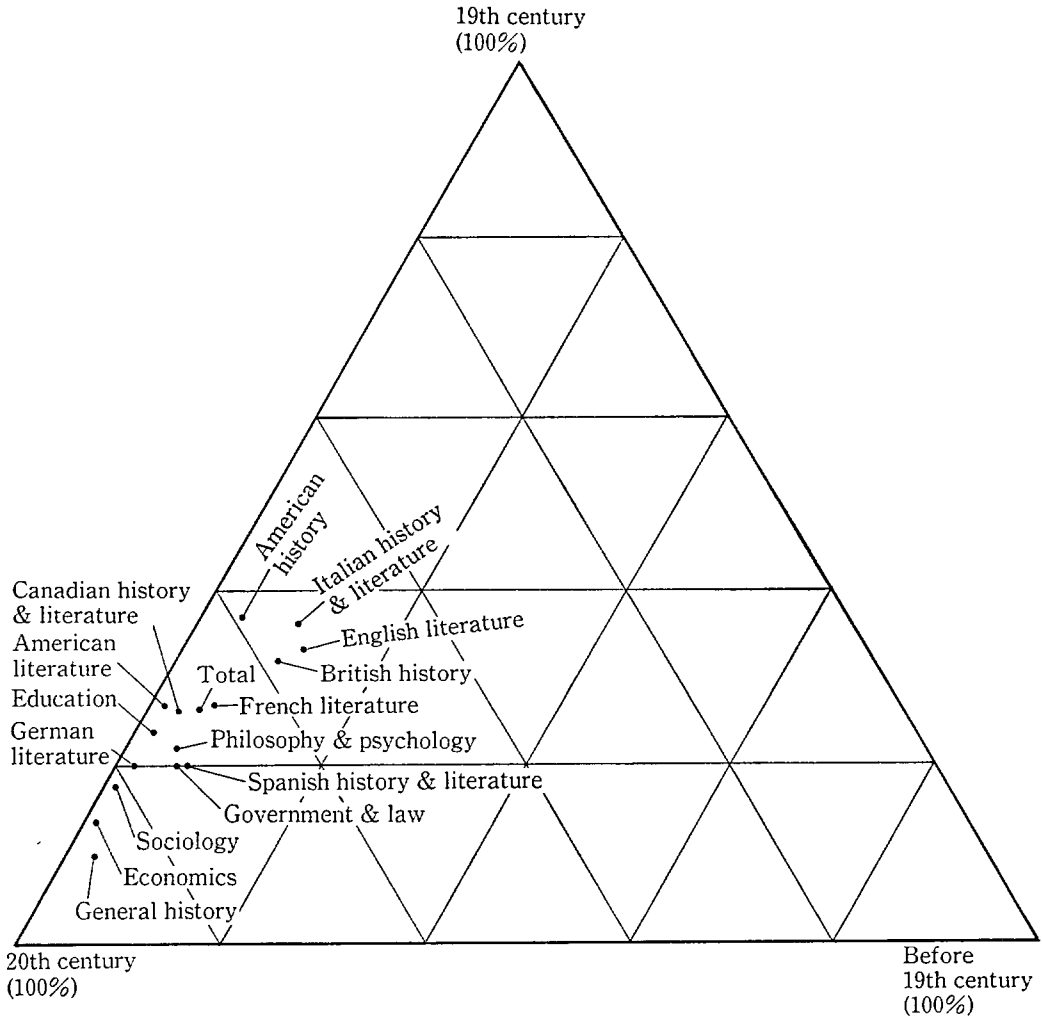 19th century
(100%)
American
history
Italian history
& literature
Canadian history
& literature
English literature
American
literature
British history
Total
Education
French literature
German
literature
Philosophy & psychology
Spanish history & literature
Government & law
Sociology
Economics
General history
20th century
(100%)
Before
19th century
(100%)